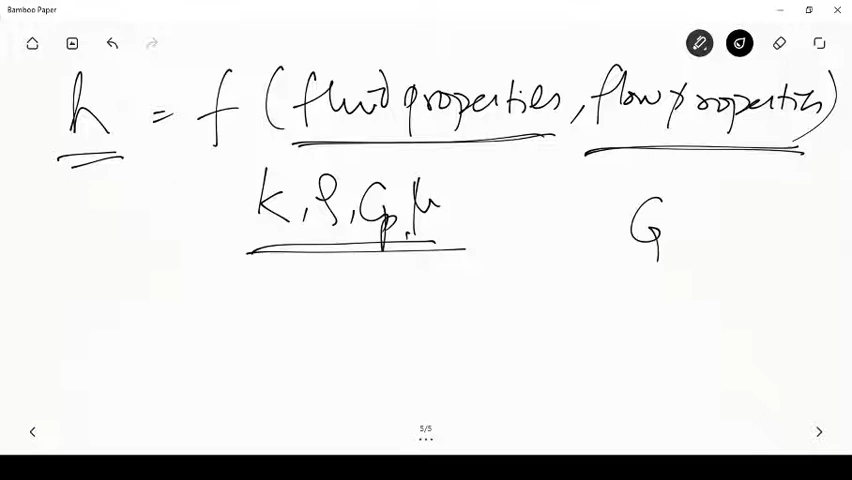 Bamboo Paper
h = f (fluid properties, flow properties)
k, ρ, Cp, μ
G
5/5